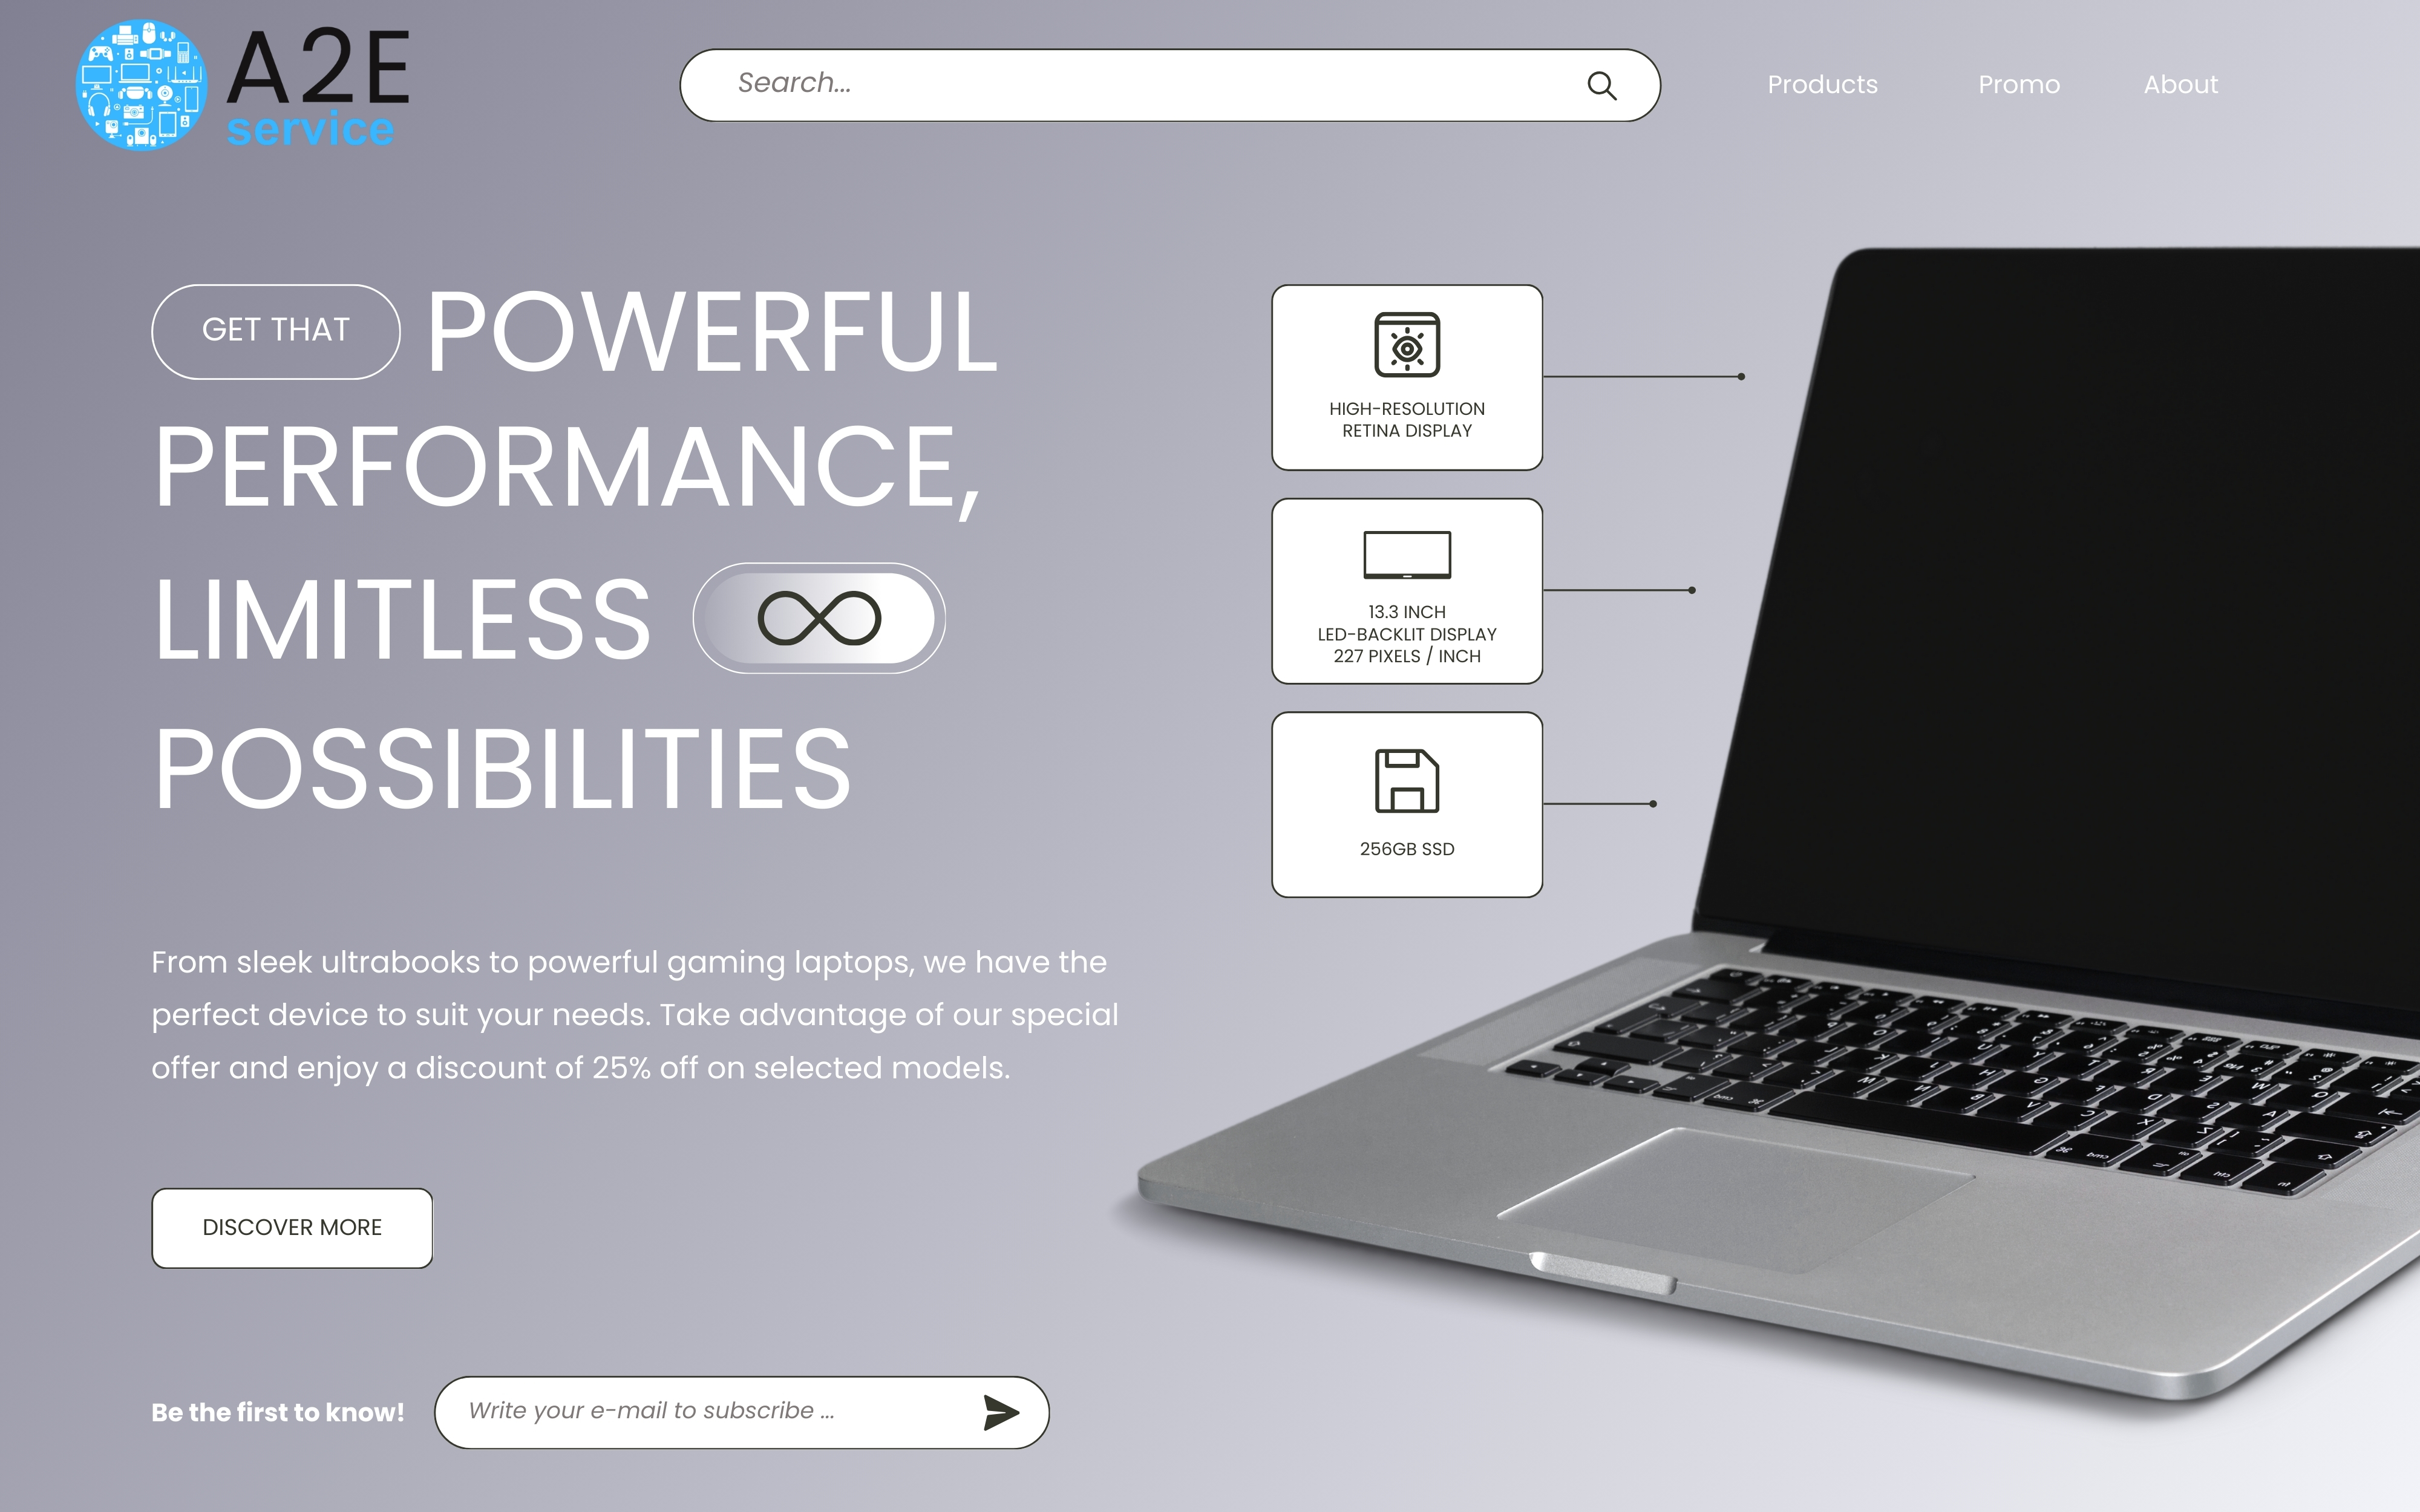 A2E
service
Search...
Products
Promo
About
GET THAT
POWERFUL
PERFORMANCE,
LIMITLESS
POSSIBILITIES
HIGH-RESOLUTION
RETINA DISPLAY
13.3 INCH
LED-BACKLIT DISPLAY
227 PIXELS / INCH
256GB SSD
From sleek ultrabooks to powerful gaming laptops, we have the
perfect device to suit your needs. Take advantage of our special
offer and enjoy a discount of 25% off on selected models.
DISCOVER MORE
Be the first to know!
Write your e-mail to subscribe ...